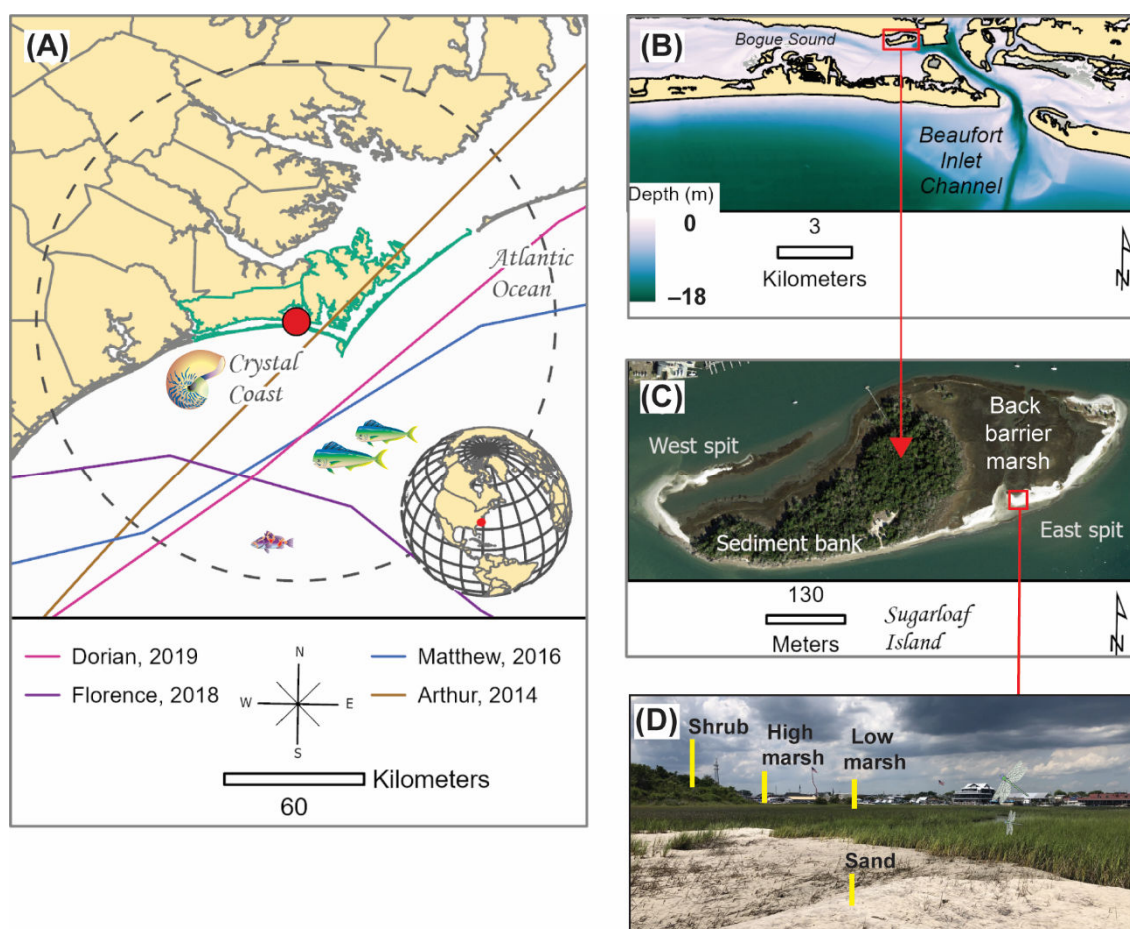 (A)
Atlantic
Ocean
Crystal
Coast
Dorian, 2019
Matthew, 2016
Florence, 2018
Arthur, 2014
N
W
E
S
Kilometers
60
(B)
Bogue Sound
Beaufort
Inlet
Channel
Depth (m)
0
–18
3
Kilometers
N
(C)
West spit
Back
barrier
marsh
Sediment bank
East spit
130
Meters
Sugarloaf
Island
N
(D)
Shrub
High
marsh
Low
marsh
Sand